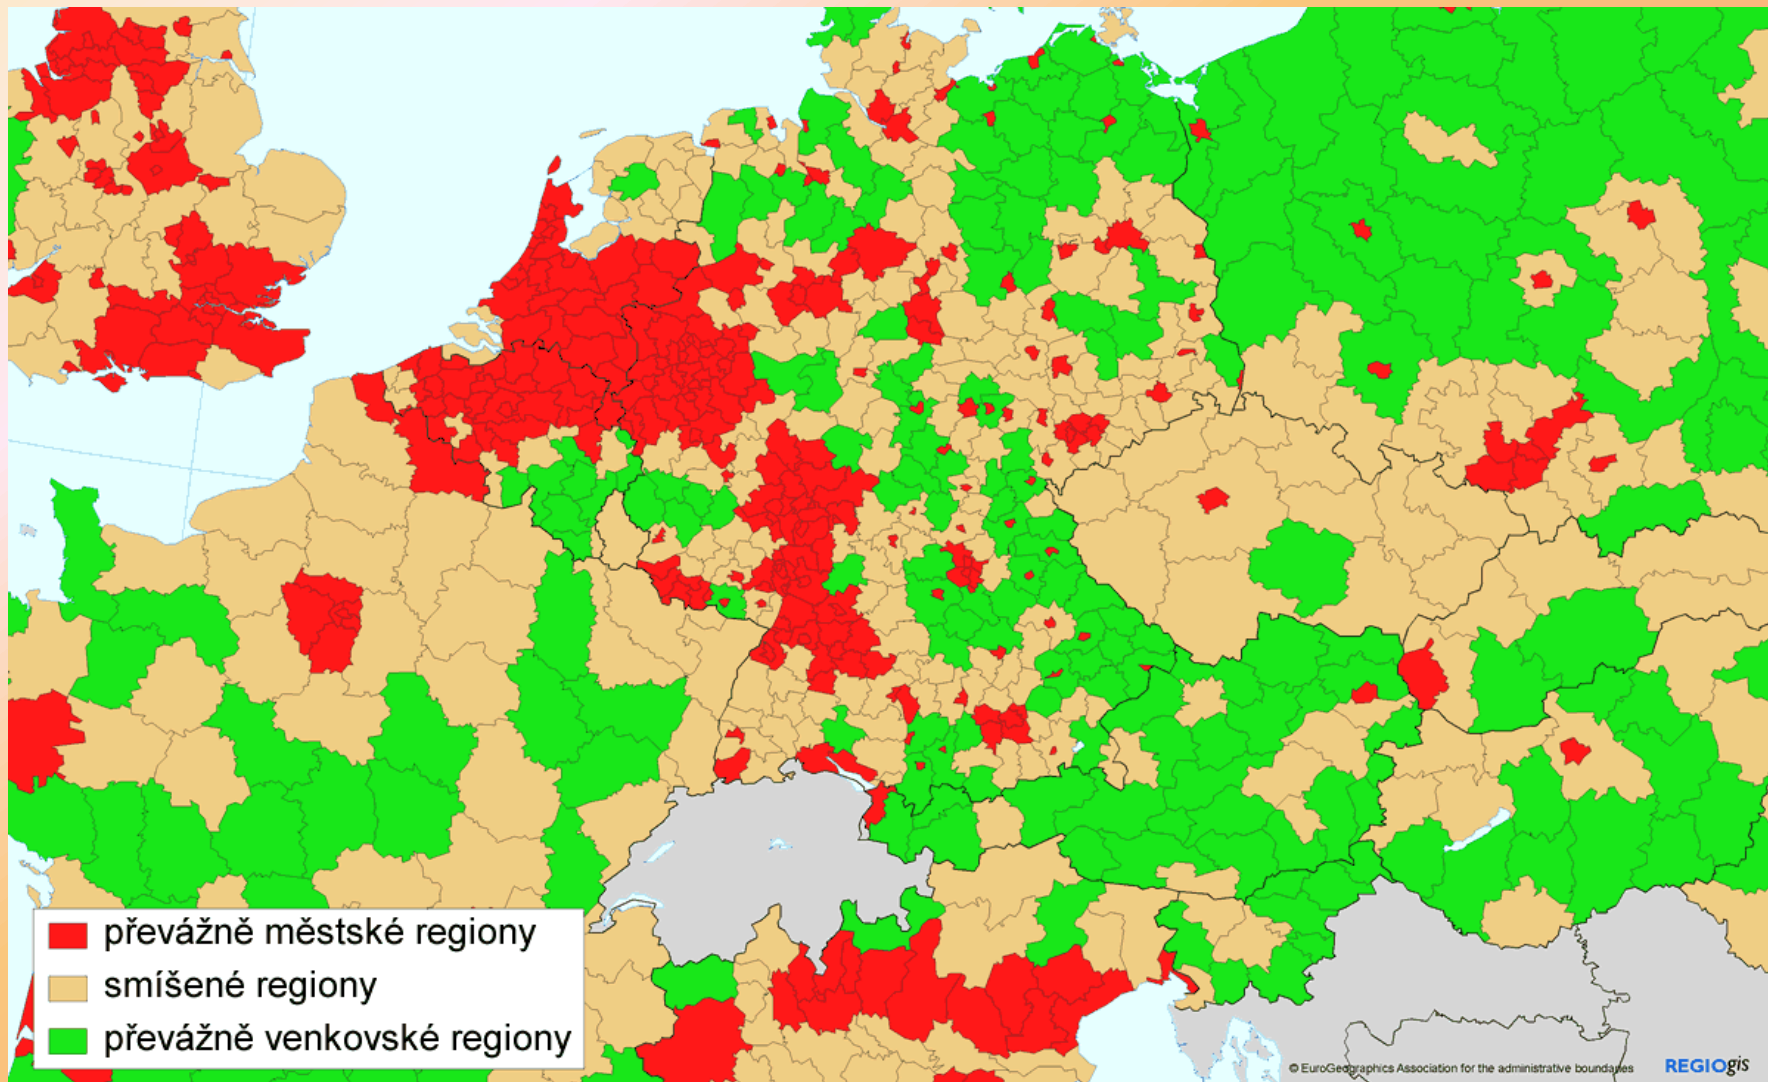 převážně městské regiony
smíšené regiony
převážně venkovské regiony
© EuroGeographics Association for the administrative boundaries
REGIOgis